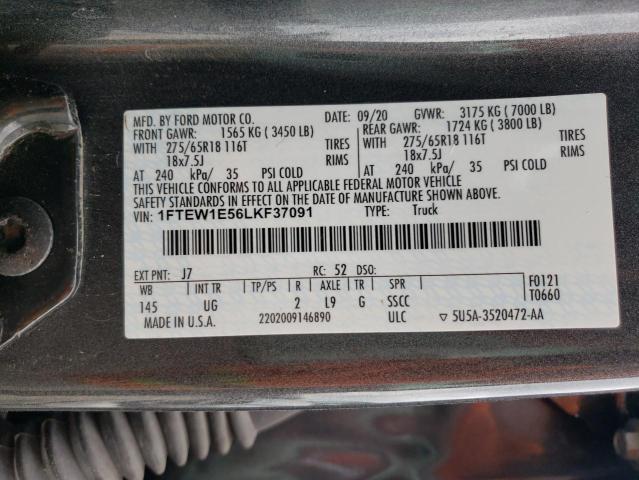 MFD. BY FORD MOTOR CO. DATE: 09/20 GVWR: 3175 KG ( 7000 LB)
FRONT GAWR: 1565 KG ( 3450 LB) REAR GAWR: 1724 KG ( 3800 LB)
WITH 275/65R18 116T TIRES WITH 275/65R18 116T TIRES
18x7.5J RIMS 18x7.5J RIMS
AT 240 kPa/ 35 PSI COLD AT 240 kPa/ 35 PSI COLD
THIS VEHICLE CONFORMS TO ALL APPLICABLE FEDERAL MOTOR VEHICLE
SAFETY STANDARDS IN EFFECT ON THE DATE OF MANUFACTURE SHOWN ABOVE.
VIN: 1FTEW1E56LKF37091 TYPE: Truck
EXT PNT: J7 RC: 52 DSO:
WB INT TR TP/PS R AXLE TR SPR F0121
145 UG 2 L9 G SSCC T0660
MADE IN U.S.A. 2202009146890 ULC ▽ 5U5A-3520472-AA